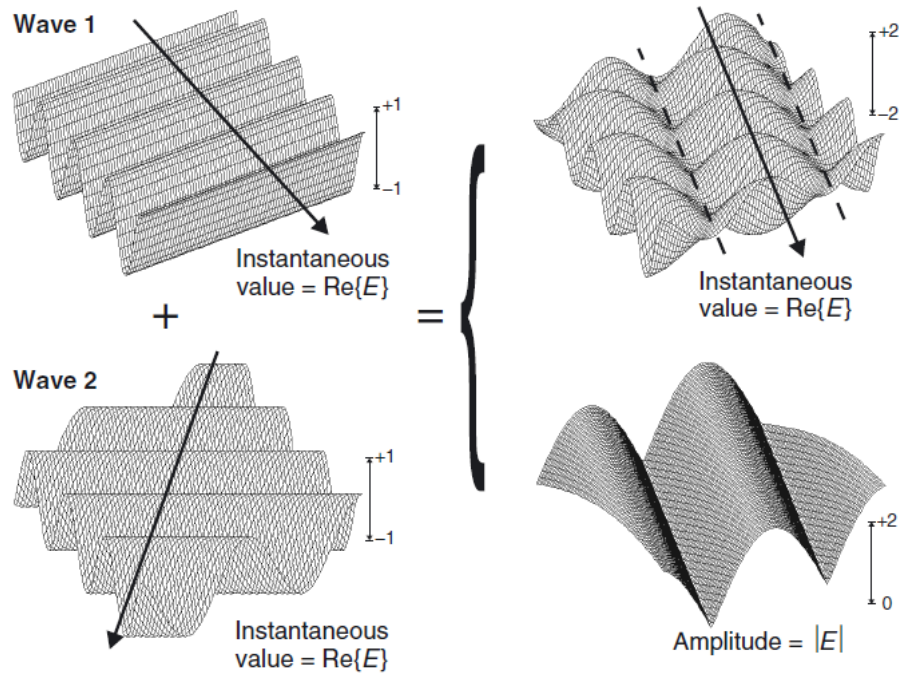 Wave 1
+1
−1
Instantaneous
value = Re{E}
+
Wave 2
+1
−1
Instantaneous
value = Re{E}
=
+2
−2
Instantaneous
value = Re{E}
+2
0
Amplitude = |E|